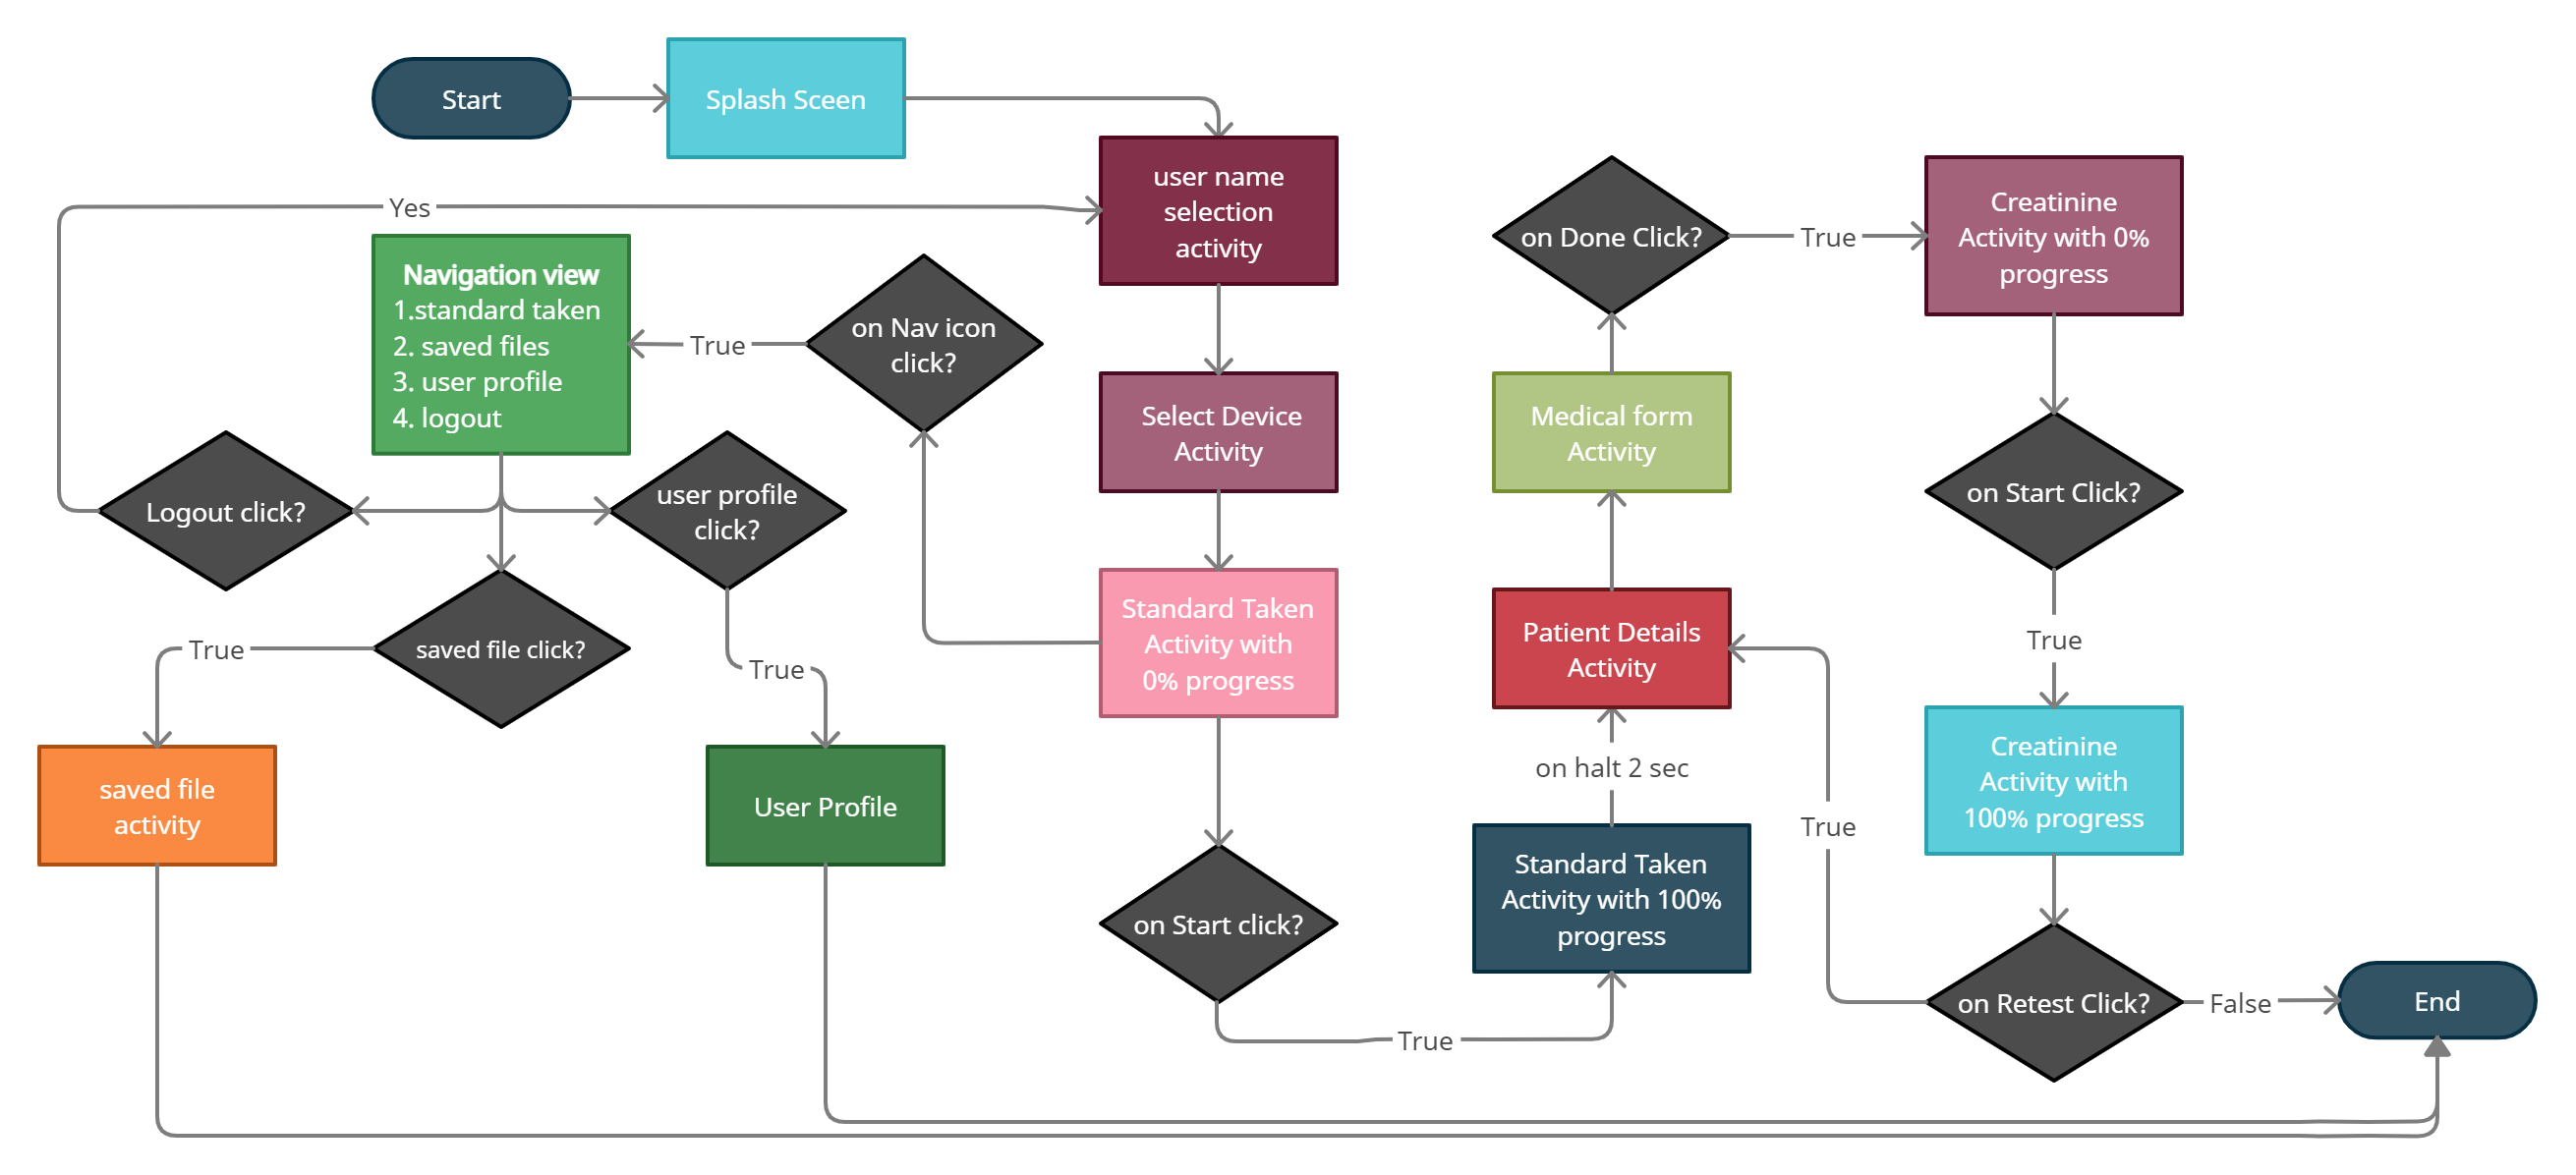 Start
Splash Sceen
user name
selection
activity
Yes
Navigation view
1.standard taken
2. saved files
3. user profile
4. logout
True
on Nav icon
click?
Select Device
Activity
Logout click?
user profile
click?
saved file click?
True
True
saved file
activity
User Profile
Standard Taken
Activity with
0% progress
on Start click?
True
Standard Taken
Activity with 100%
progress
on halt 2 sec
Patient Details
Activity
Medical form
Activity
on Done Click?
True
Creatinine
Activity with 0%
progress
on Start Click?
True
Creatinine
Activity with
100% progress
on Retest Click?
True
False
End